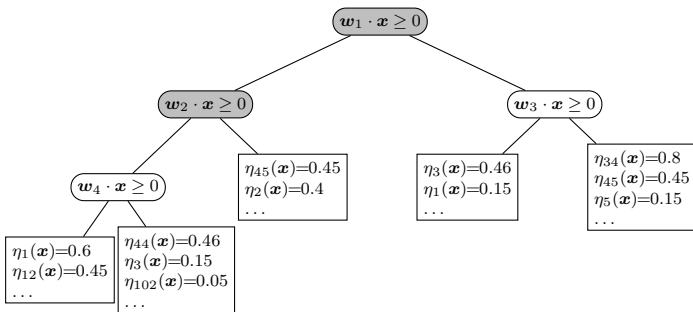 w₁ · x ≥ 0
w₂ · x ≥ 0
w₃ · x ≥ 0
w₄ · x ≥ 0
η₄₅(x)=0.45
η₂(x)=0.4
...
η₃(x)=0.46
η₁(x)=0.15
...
η₃₄(x)=0.8
η₄₅(x)=0.45
η₅(x)=0.15
...
η₁(x)=0.6
η₁₂(x)=0.45
...
η₄₄(x)=0.46
η₃(x)=0.15
η₁₀₂(x)=0.05
...